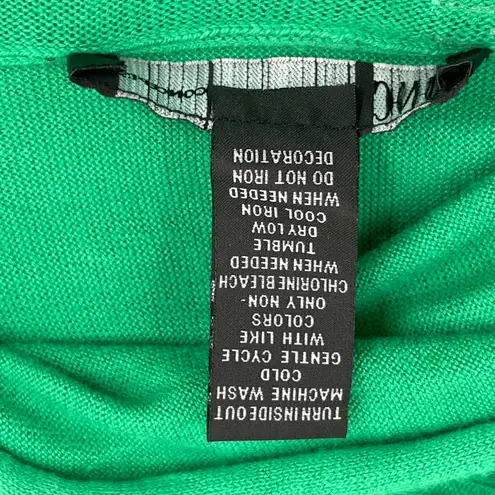 TURN INSIDE OUT
MACHINE WASH
COLD
GENTLE CYCLE
WITH LIKE
COLORS
ONLY NON-
CHLORINE BLEACH
WHEN NEEDED
TUMBLE
DRY LOW
COOL IRON
WHEN NEEDED
DO NOT IRON
DECORATION